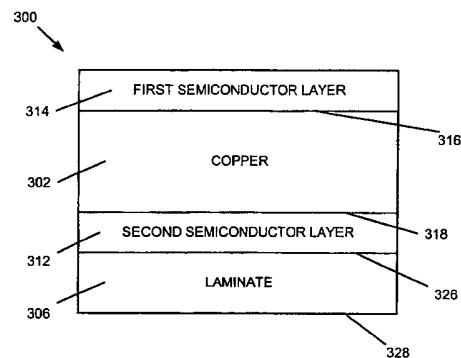 300
FIRST SEMICONDUCTOR LAYER
314
316
COPPER
302
318
SECOND SEMICONDUCTOR LAYER
312
326
LAMINATE
306
328